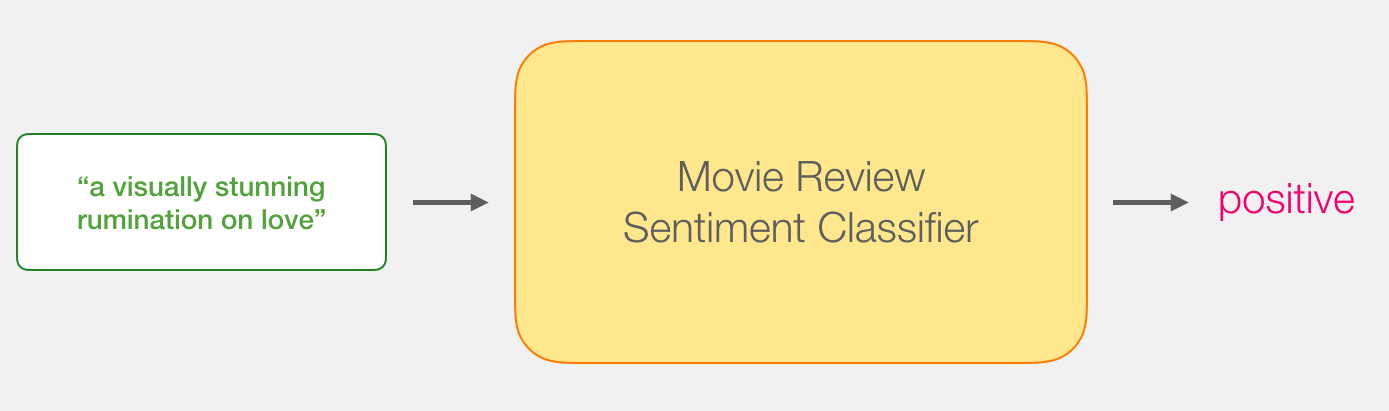 “a visually stunning
rumination on love”
Movie Review
Sentiment Classifier
positive